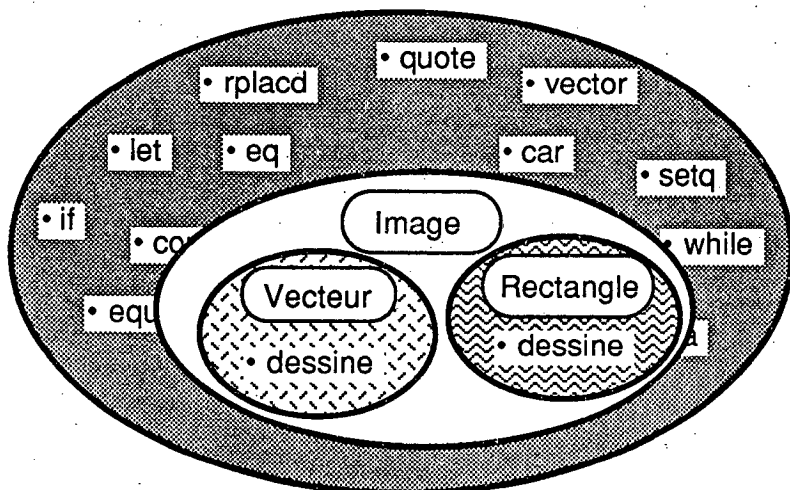 • quote
• rplacd
• vector
• let
• eq
• car
• setq
• if
Image
• while
Vecteur
Rectangle
• dessine
• dessine